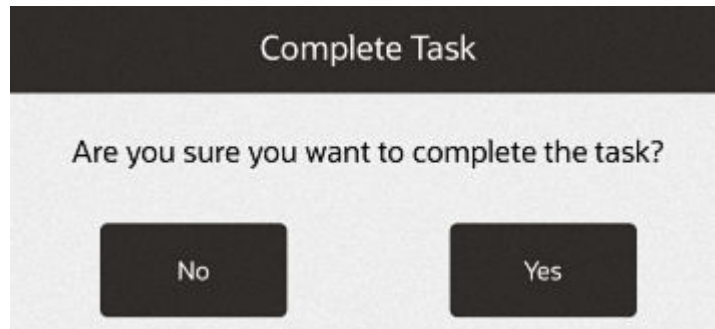 Complete Task
Are you sure you want to complete the task?
No Yes